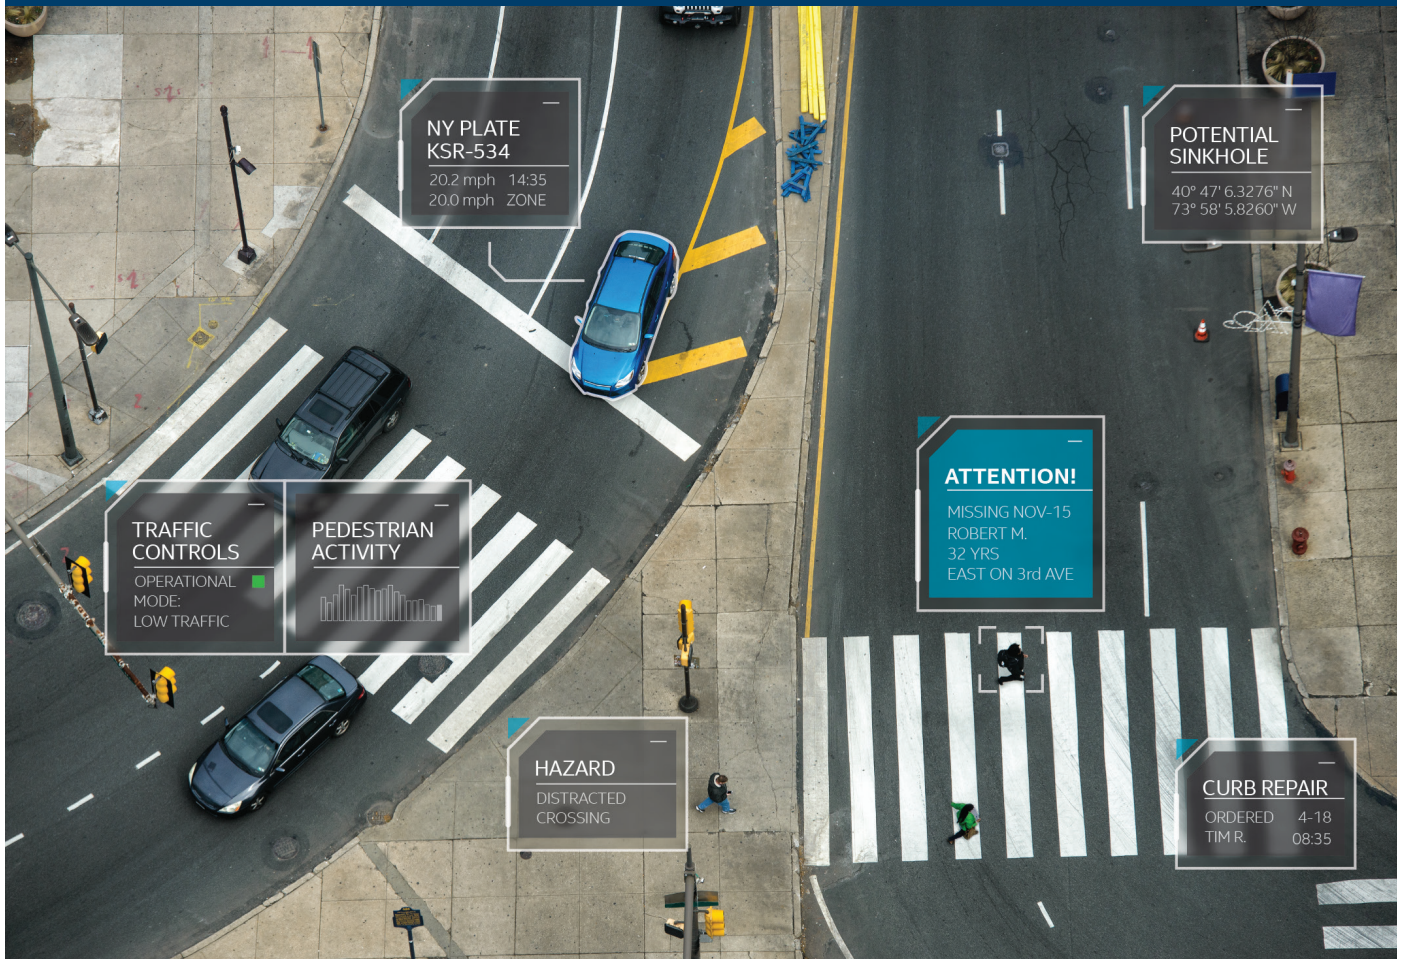 NY PLATE
KSR-534
20.2 mph 14:35
20.0 mph ZONE
POTENTIAL
SINKHOLE
40° 47' 6.3276" N
73° 58' 5.8260" W
ATTENTION!
MISSING NOV-15
ROBERT M.
32 YRS
EAST ON 3rd AVE
TRAFFIC
CONTROLS
OPERATIONAL
MODE:
LOW TRAFFIC
PEDESTRIAN
ACTIVITY
HAZARD
DISTRACTED
CROSSING
CURB REPAIR
ORDERED 4-18
TIM R. 08:35